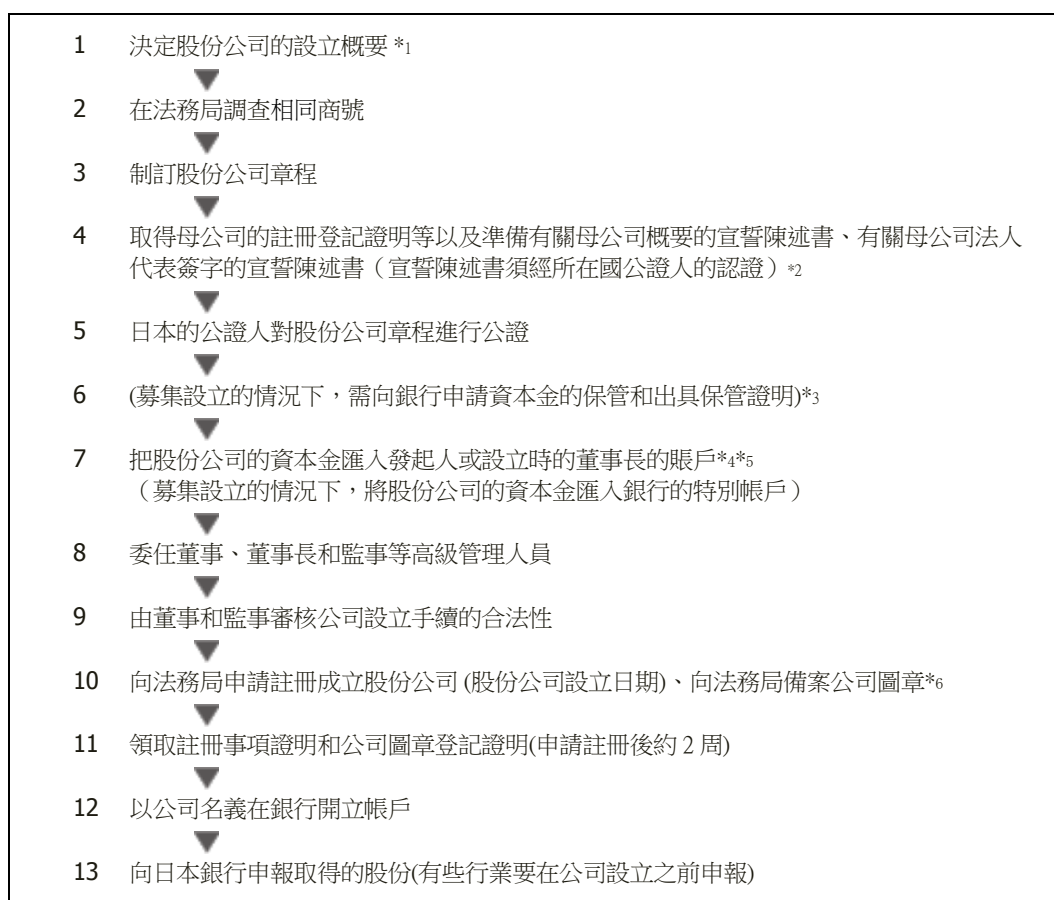 1 決定股份公司的設立概要 *1
2 在法務局調查相同商號
3 制訂股份公司章程
4 取得母公司的註冊登記證明等以及準備有關母公司概要的宣誓陳述書、有關母公司法人
代表簽字的宣誓陳述書（宣誓陳述書須經所在國公證人的認證）*2
5 日本的公證人對股份公司章程進行公證
6 (募集設立的情況下，需向銀行申請資本金的保管和出具保管證明)*3
7 把股份公司的資本金匯入發起人或設立時的董事長的賬戶*4*5
（募集設立的情況下，將股份公司的資本金匯入銀行的特別帳戶）
8 委任董事、董事長和監事等高級管理人員
9 由董事和監事審核公司設立手續的合法性
10 向法務局申請註冊成立股份公司 (股份公司設立日期)、向法務局備案公司圖章*6
11 領取註冊事項證明和公司圖章登記證明(申請註冊後約 2 周)
12 以公司名義在銀行開立帳戶
13 向日本銀行申報取得的股份(有些行業要在公司設立之前申報)